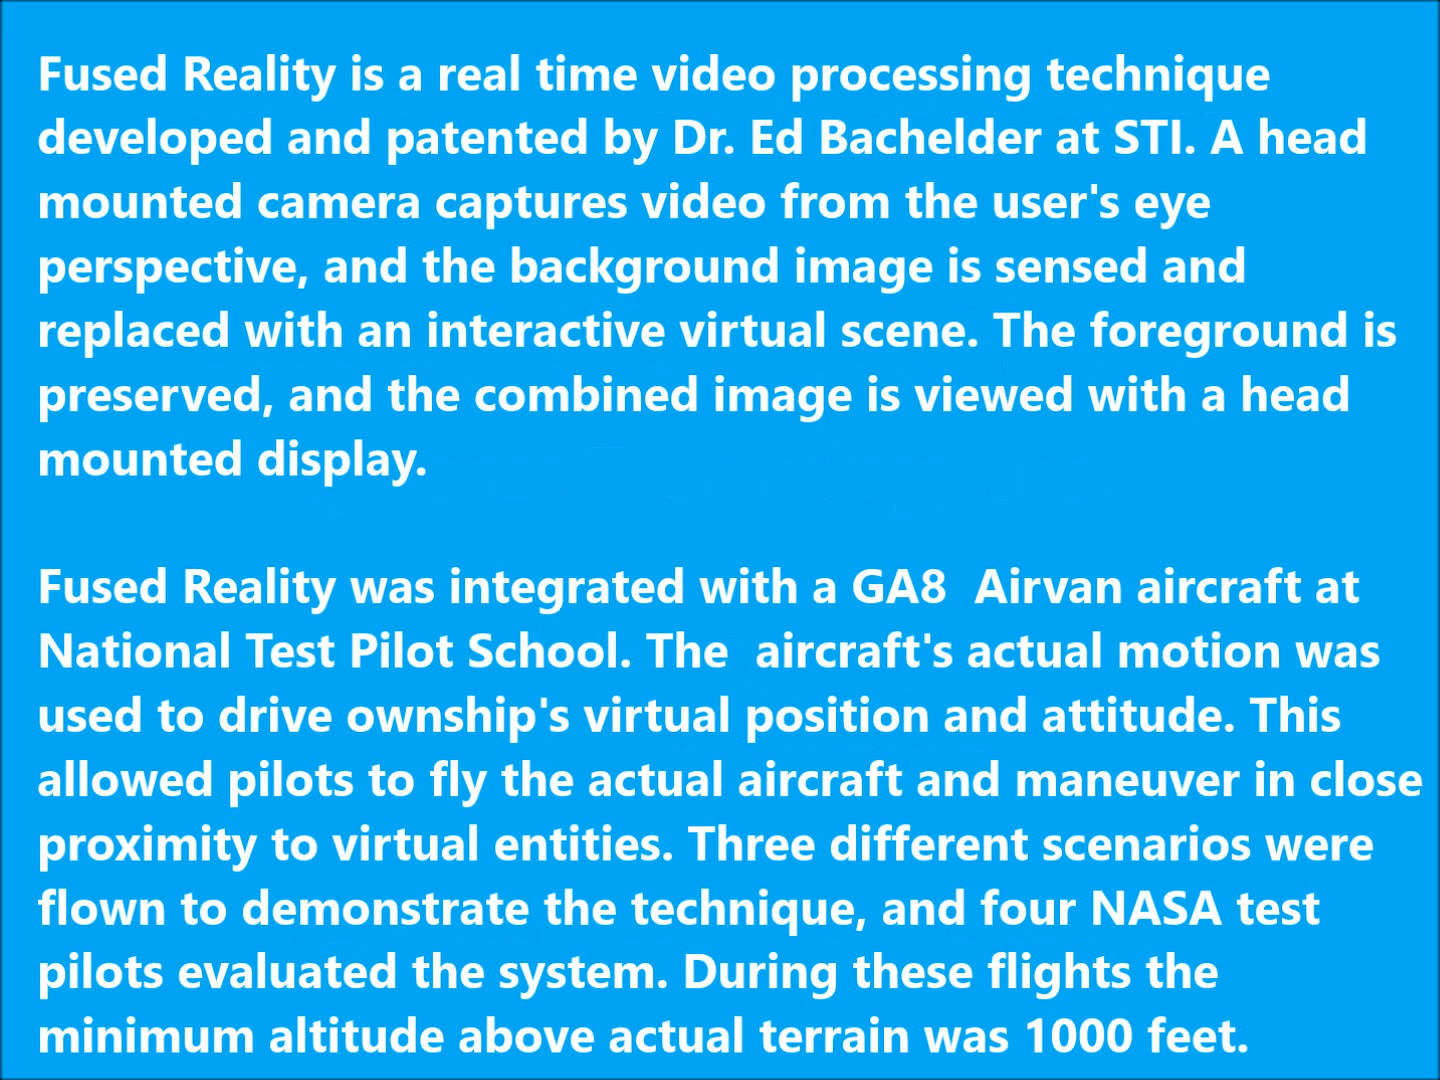 Fused Reality is a real time video processing technique
developed and patented by Dr. Ed Bachelder at STI. A head
mounted camera captures video from the user's eye
perspective, and the background image is sensed and
replaced with an interactive virtual scene. The foreground is
preserved, and the combined image is viewed with a head
mounted display.
Fused Reality was integrated with a GA8  Airvan aircraft at
National Test Pilot School. The  aircraft's actual motion was
used to drive ownship's virtual position and attitude. This
allowed pilots to fly the actual aircraft and maneuver in close
proximity to virtual entities. Three different scenarios were
flown to demonstrate the technique, and four NASA test
pilots evaluated the system. During these flights the
minimum altitude above actual terrain was 1000 feet.